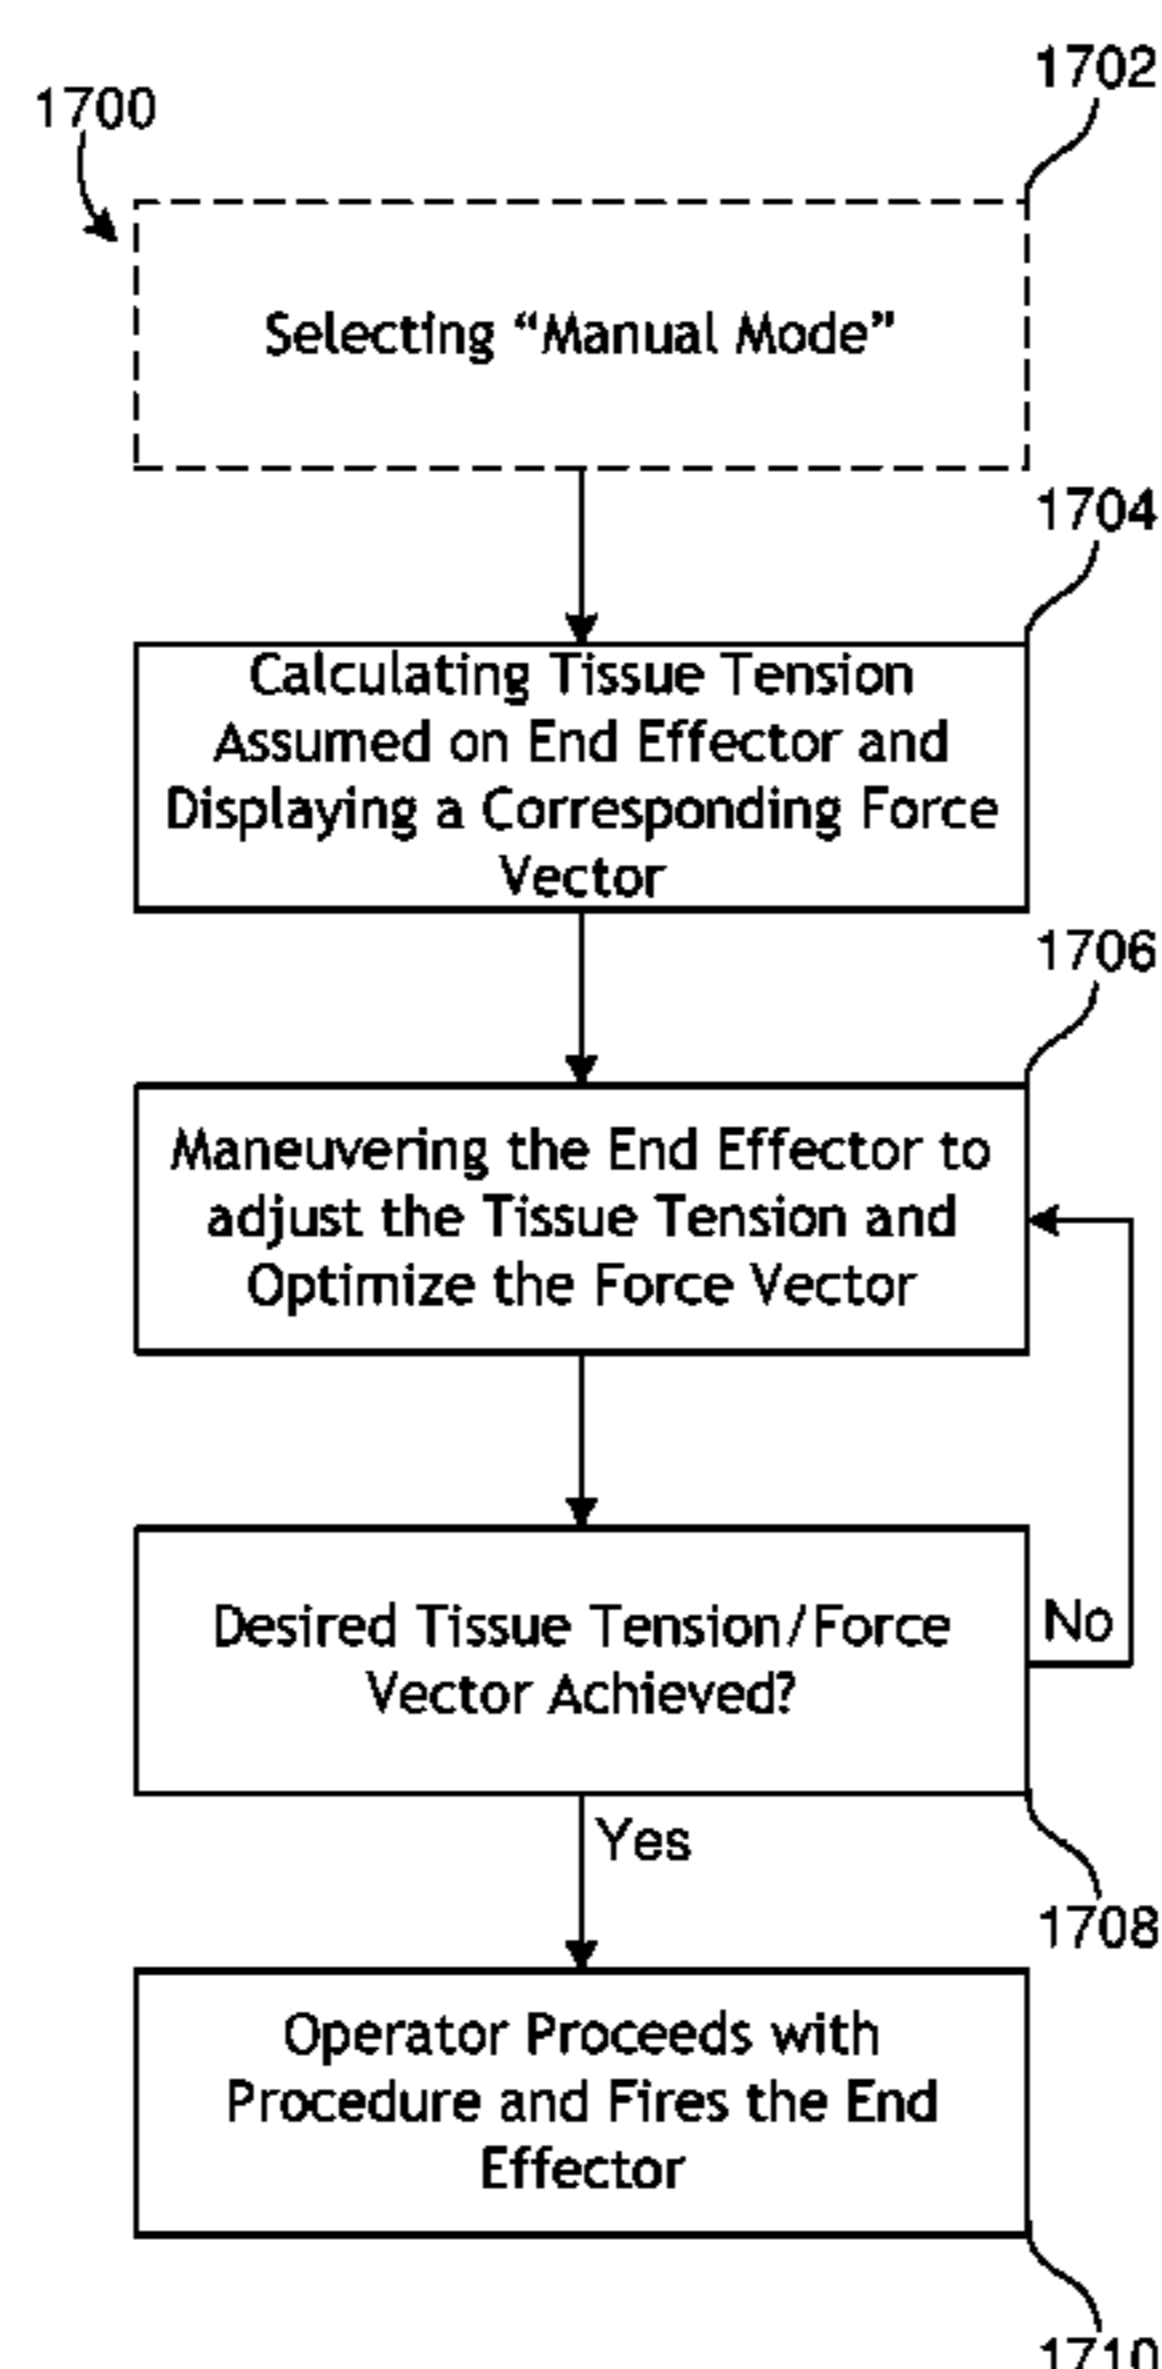 1702
1700
Selecting “Manual Mode”
1704
Calculating Tissue Tension
Assumed on End Effector and
Displaying a Corresponding Force
Vector
1706
Maneuvering the End Effector to
adjust the Tissue Tension and
Optimize the Force Vector
Desired Tissue Tension/Force
Vector Achieved?
No
Yes
1708
Operator Proceeds with
Procedure and Fires the End
Effector
1710